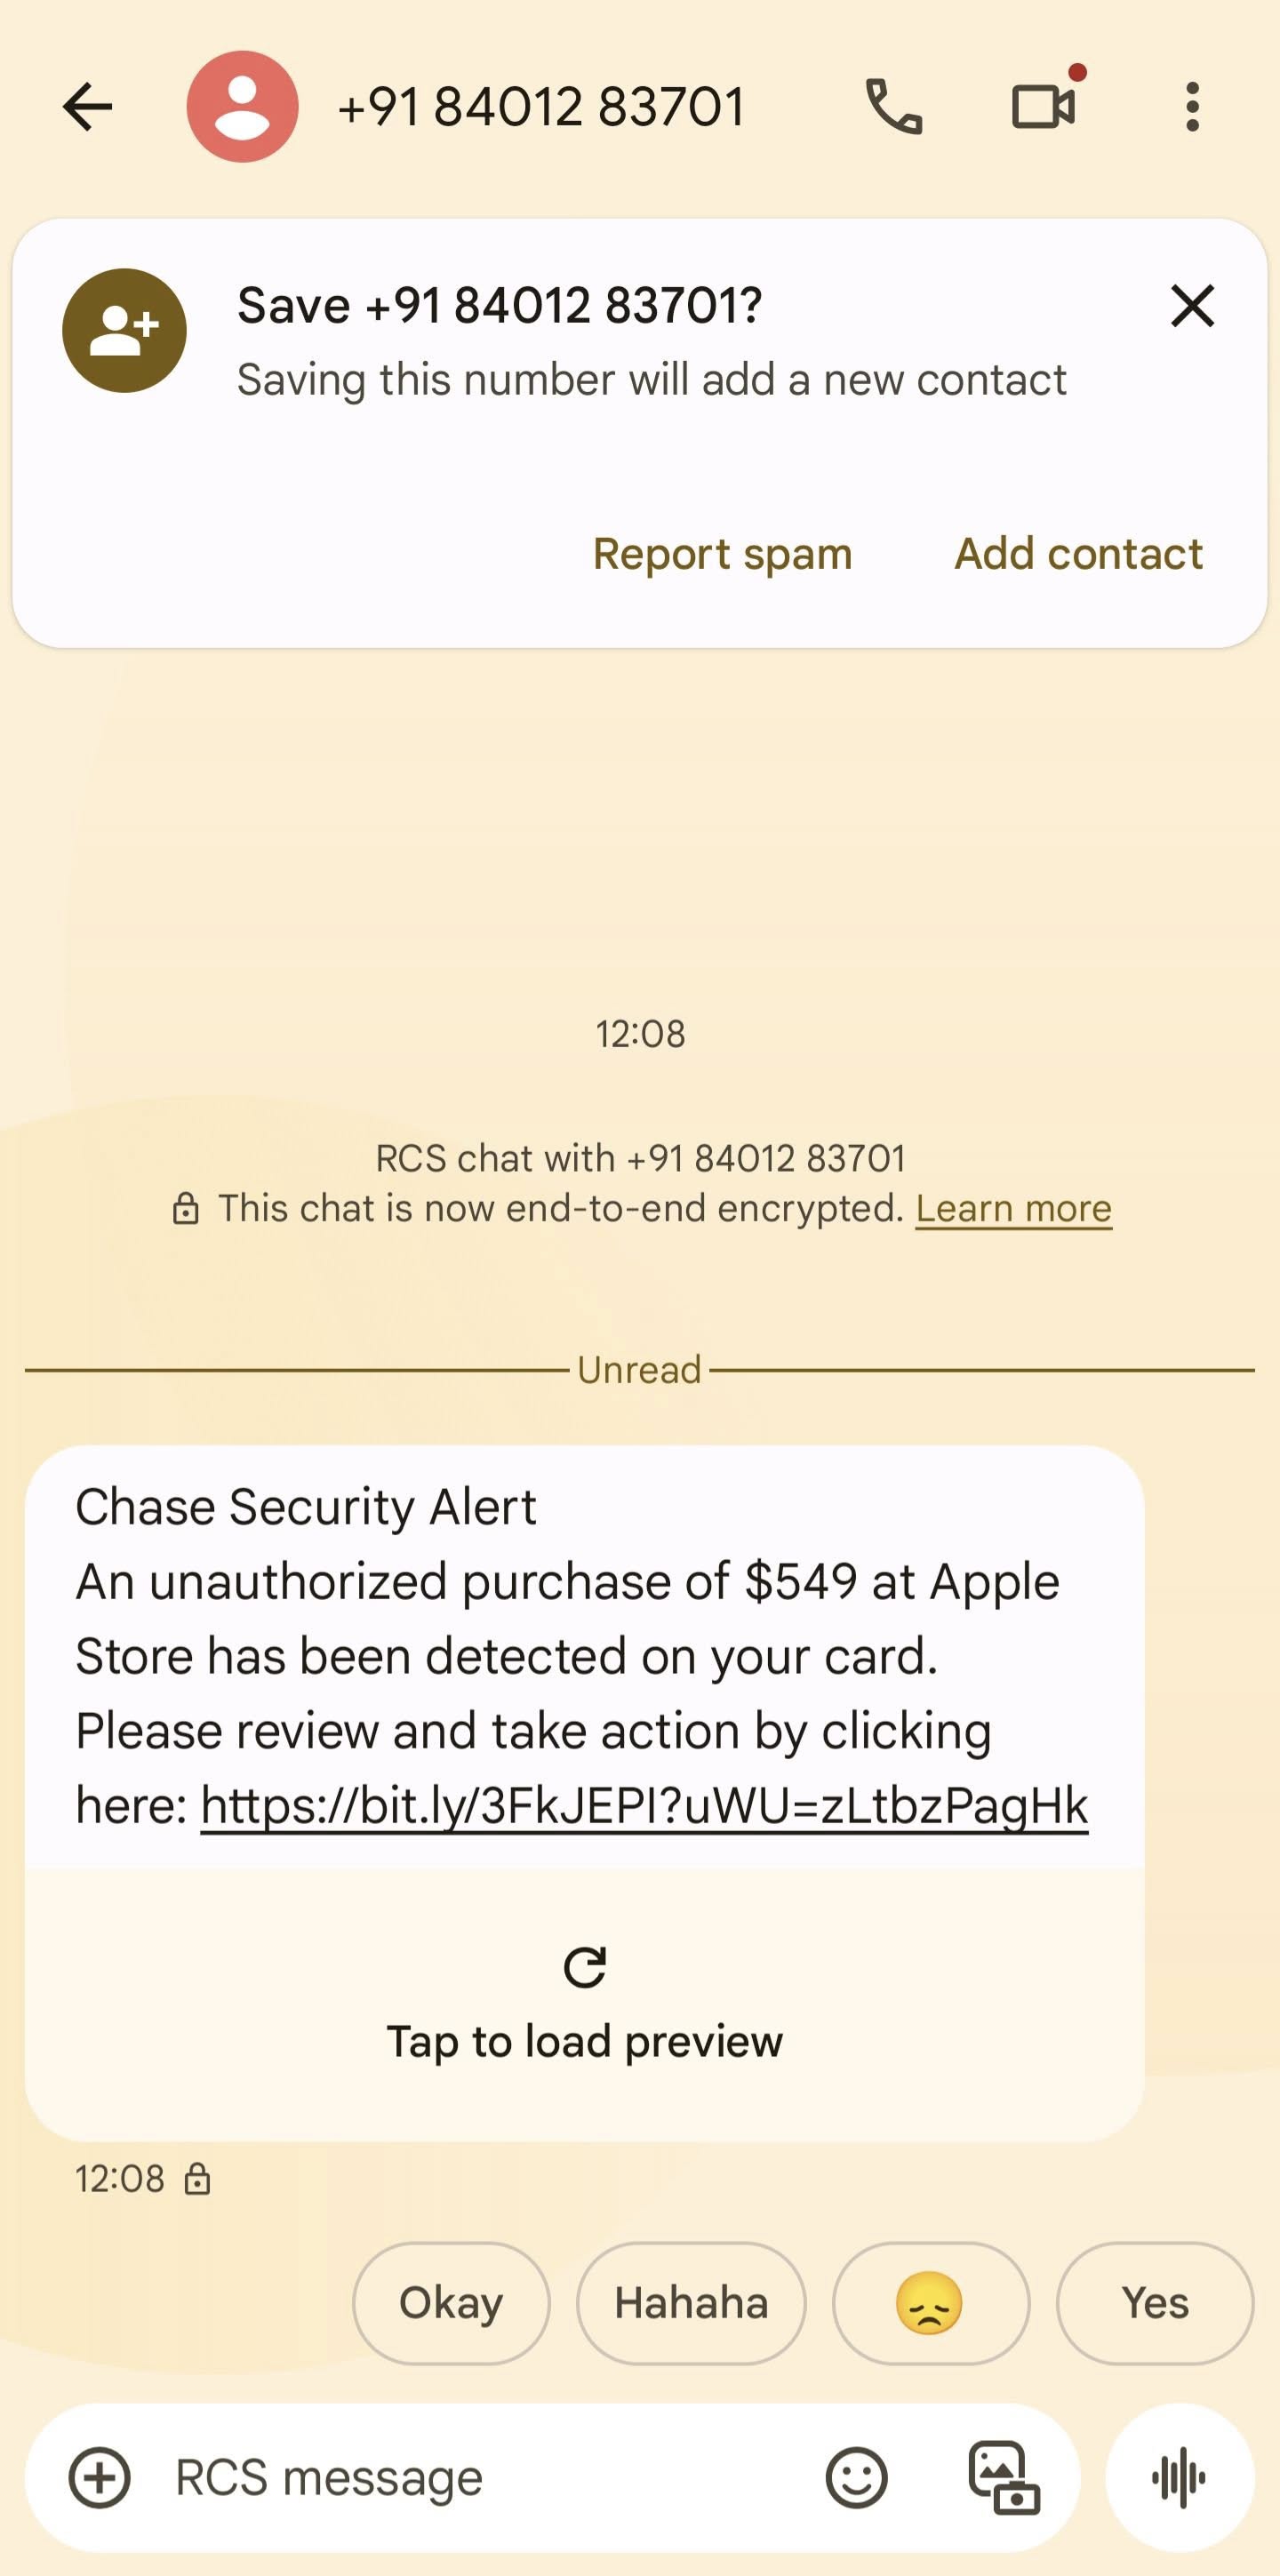 +91 84012 83701
Save +91 84012 83701?
Saving this number will add a new contact
Report spam Add contact
12:08
RCS chat with +91 84012 83701
This chat is now end-to-end encrypted. Learn more
Unread
Chase Security Alert
An unauthorized purchase of $549 at Apple
Store has been detected on your card.
Please review and take action by clicking
here: https://bit.ly/3FkJEPI?uWU=zLtbzPagHk
Tap to load preview
12:08
Okay Hahaha 😞 Yes
RCS message